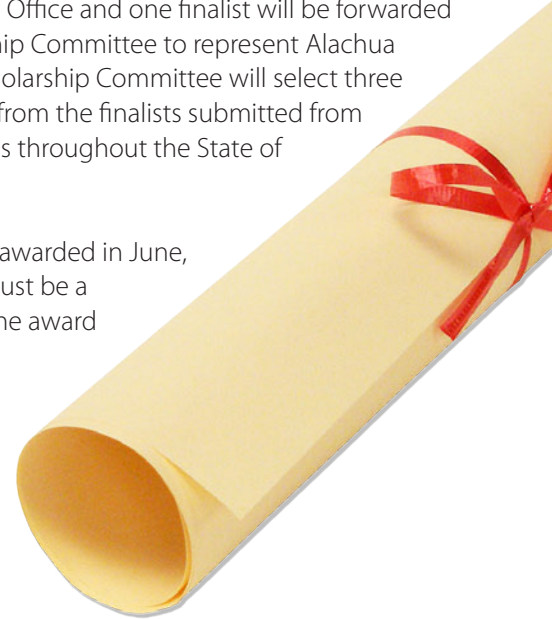 Office and one finalist will be forwarded
hip Committee to represent Alachua
olarship Committee will select three
from the finalists submitted from
s throughout the State of
awarded in June,
ust be a
he award